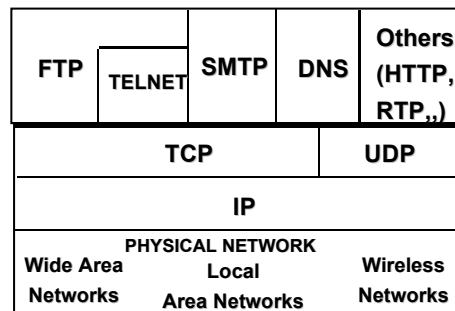 FTP
TELNET
SMTP
DNS
Others
(HTTP,
RTP,,)
TCP
UDP
IP
PHYSICAL NETWORK
Wide Area
Networks
Local
Area Networks
Wireless
Networks